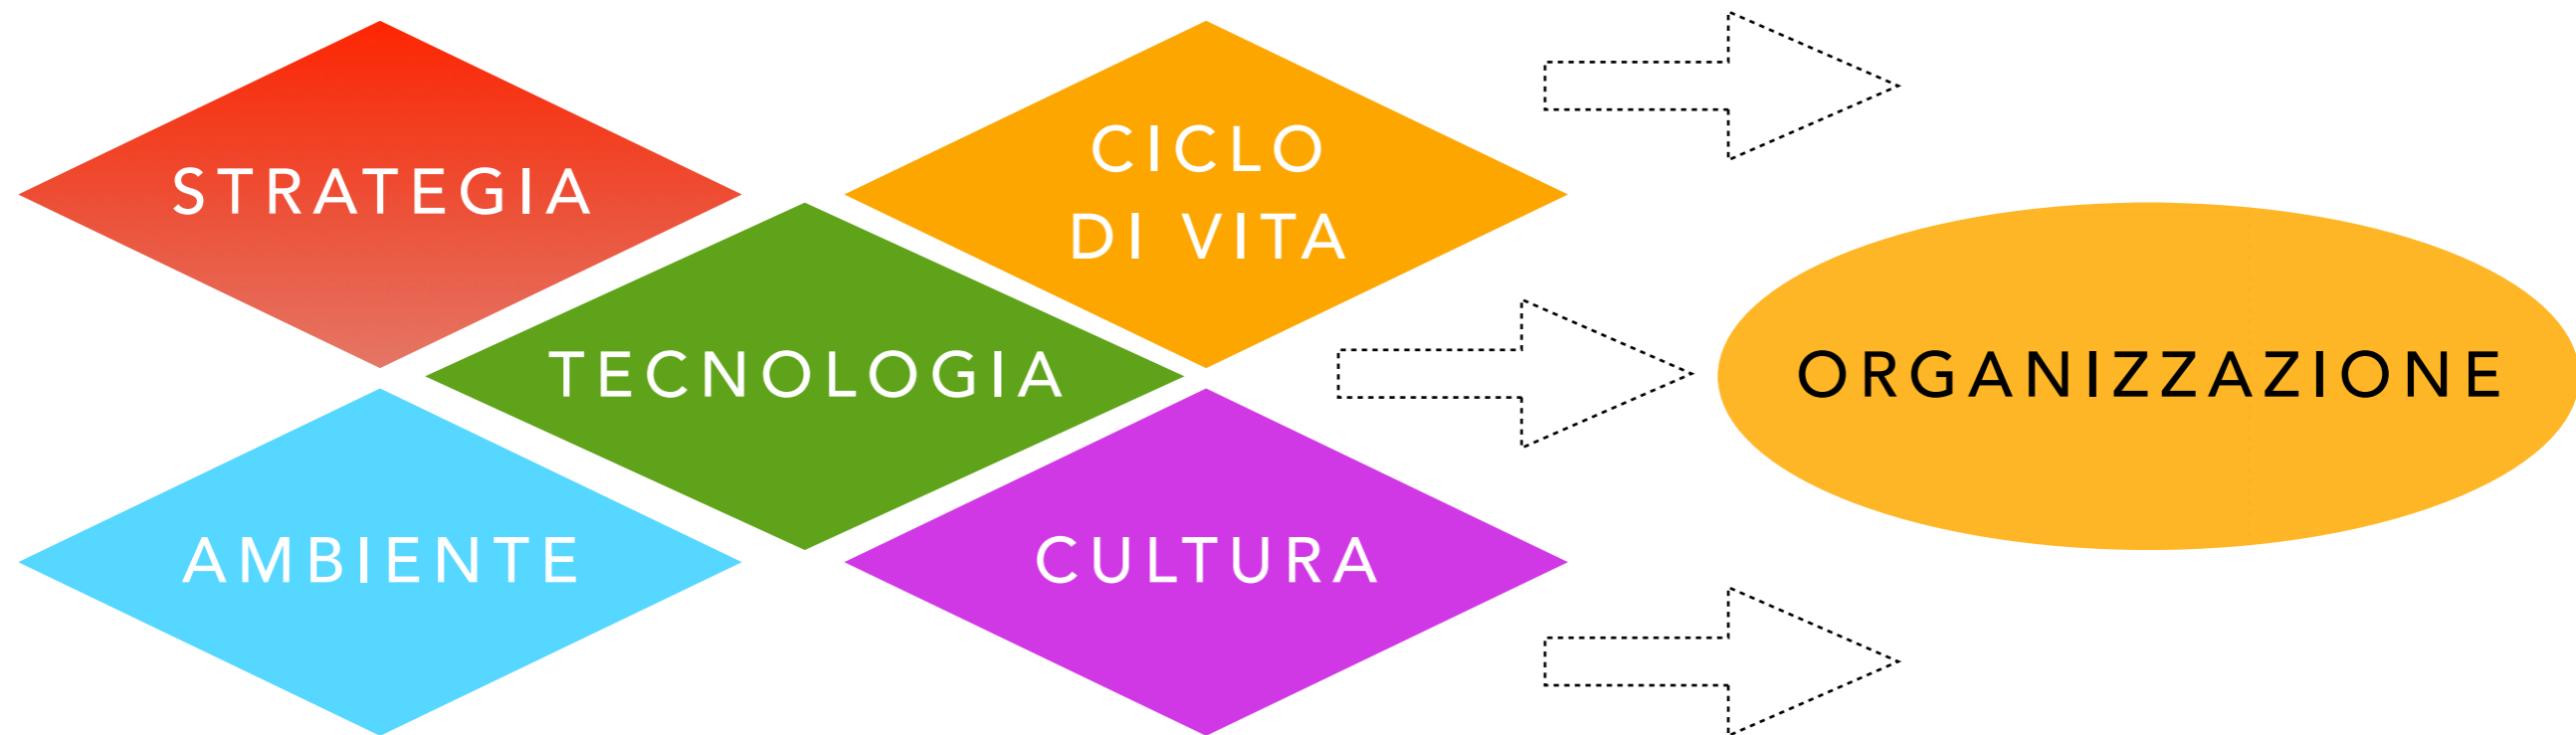 STRATEGIA
CICLO
DI VITA
TECNOLOGIA
ORGANIZZAZIONE
AMBIENTE
CULTURA